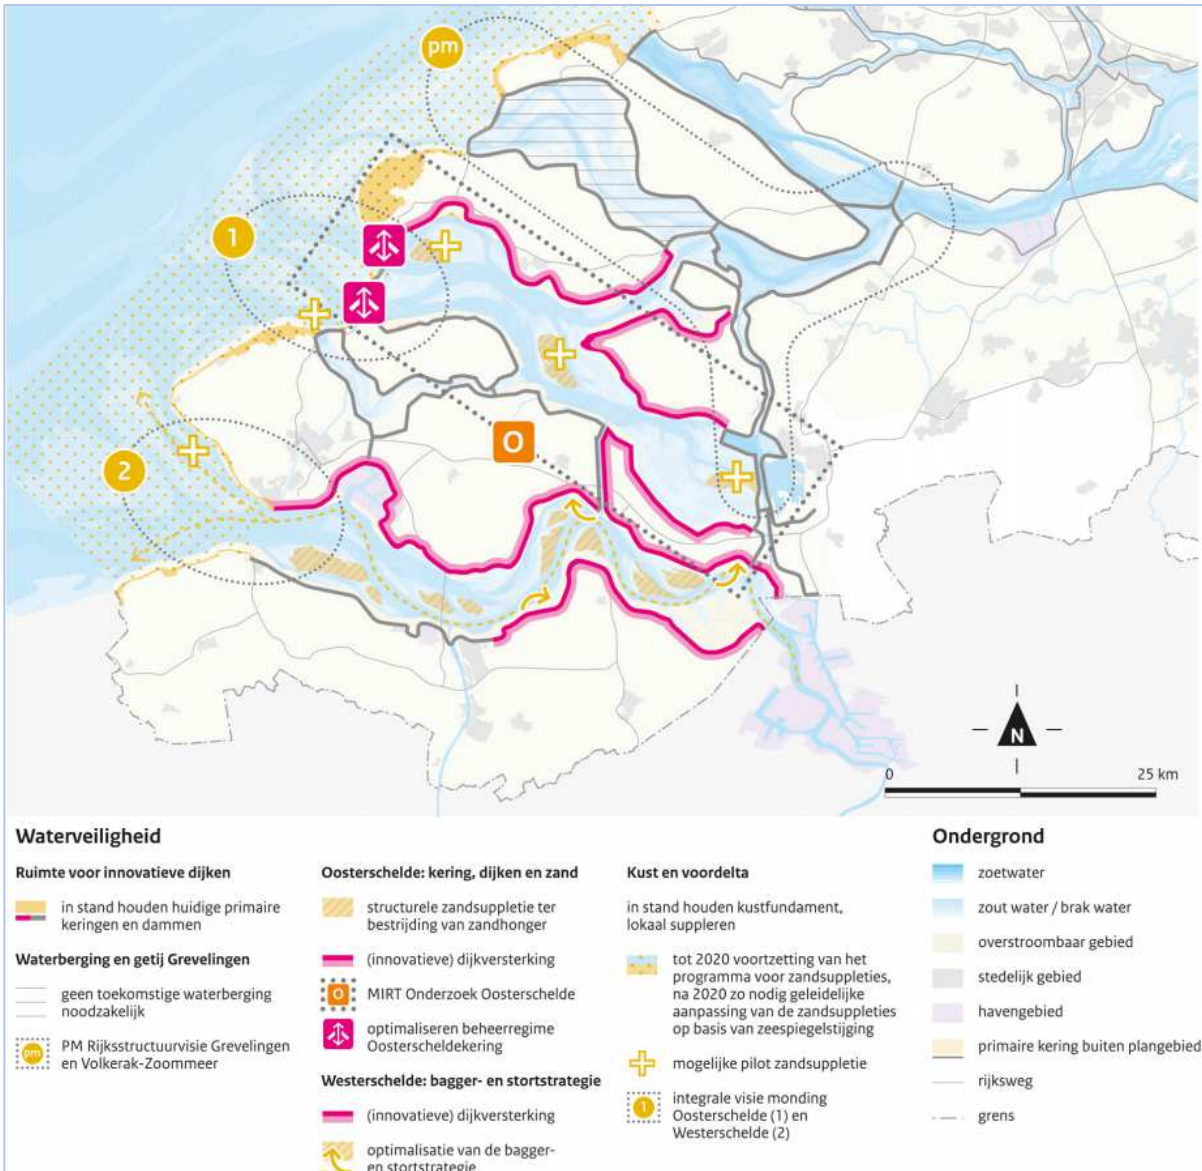 pm
1
2
O
N
0
25 km
Waterveiligheid
Ruimte voor innovatieve dijken
in stand houden huidige primaire
keringen en dammen
Waterberging en getij Grevelingen
geen toekomstige waterberging
noodzakelijk
pm
PM Rijksstructuurvisie Grevelingen
en Volkerak-Zoommeer
Oosterschelde: kering, dijken en zand
structurele zandsuppletie ter
bestrijding van zandhonger
(innovatieve) dijkversterking
O
MIRT Onderzoek Oosterschelde
optimaliseren beheerregime
Oosterscheldekering
Westerschelde: bagger- en stortstrategie
(innovatieve) dijkversterking
optimalisatie van de bagger-
en stortstrategie
Kust en voordelta
in stand houden kustfundament,
lokaal suppleren
tot 2020 voortzetting van het
programma voor zandsuppleties,
na 2020 zo nodig geleidelijke
aanpassing van de zandsuppleties
op basis van zeespiegelstijging
mogelijke pilot zandsuppletie
1
integrale visie monding
Oosterschelde (1) en
Westerschelde (2)
Ondergrond
zoetwater
zout water / brak water
overstroombaar gebied
stedelijk gebied
havengebied
primaire kering buiten plangebied
rijksweg
grens